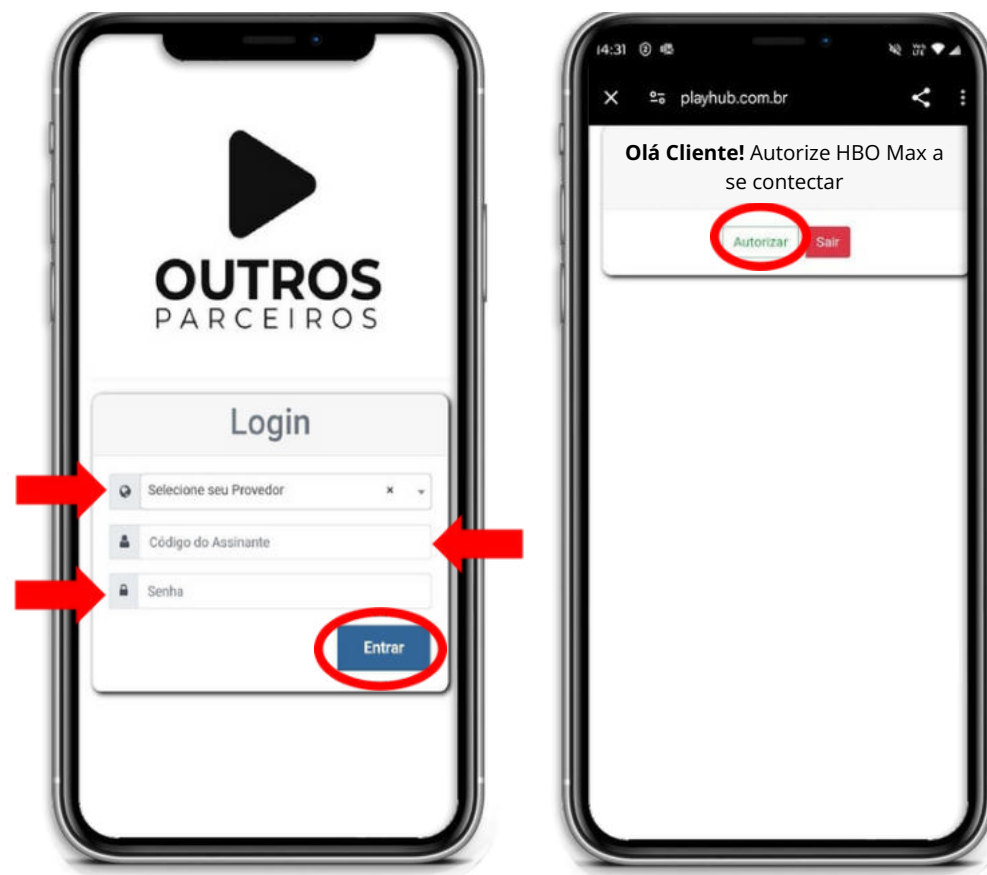 OUTROS
PARCEIROS
Login
Selecione seu Provedor
Código do Assinante
Senha
Entrar
14:31
playhub.com.br
Olá Cliente! Autorize HBO Max a
se contectar
Autorizar Sair